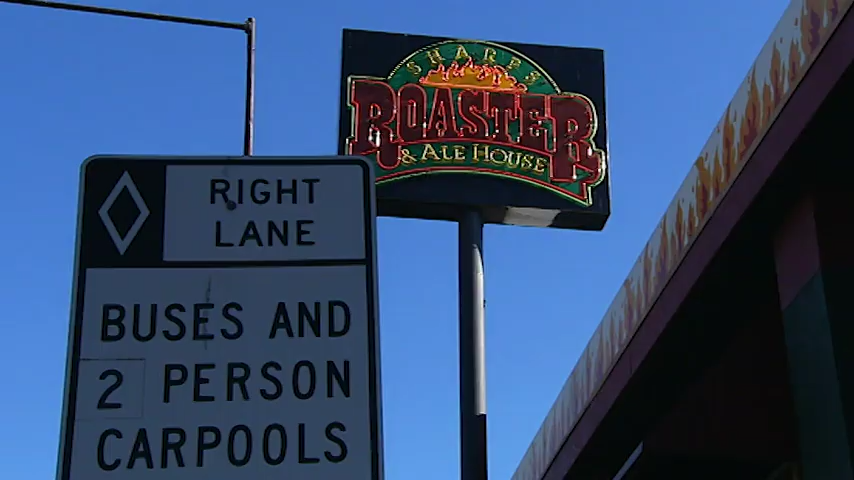 SHARPS
ROASTER
& ALE HOUSE
RIGHT
LANE
BUSES AND
2 PERSON
CARPOOLS